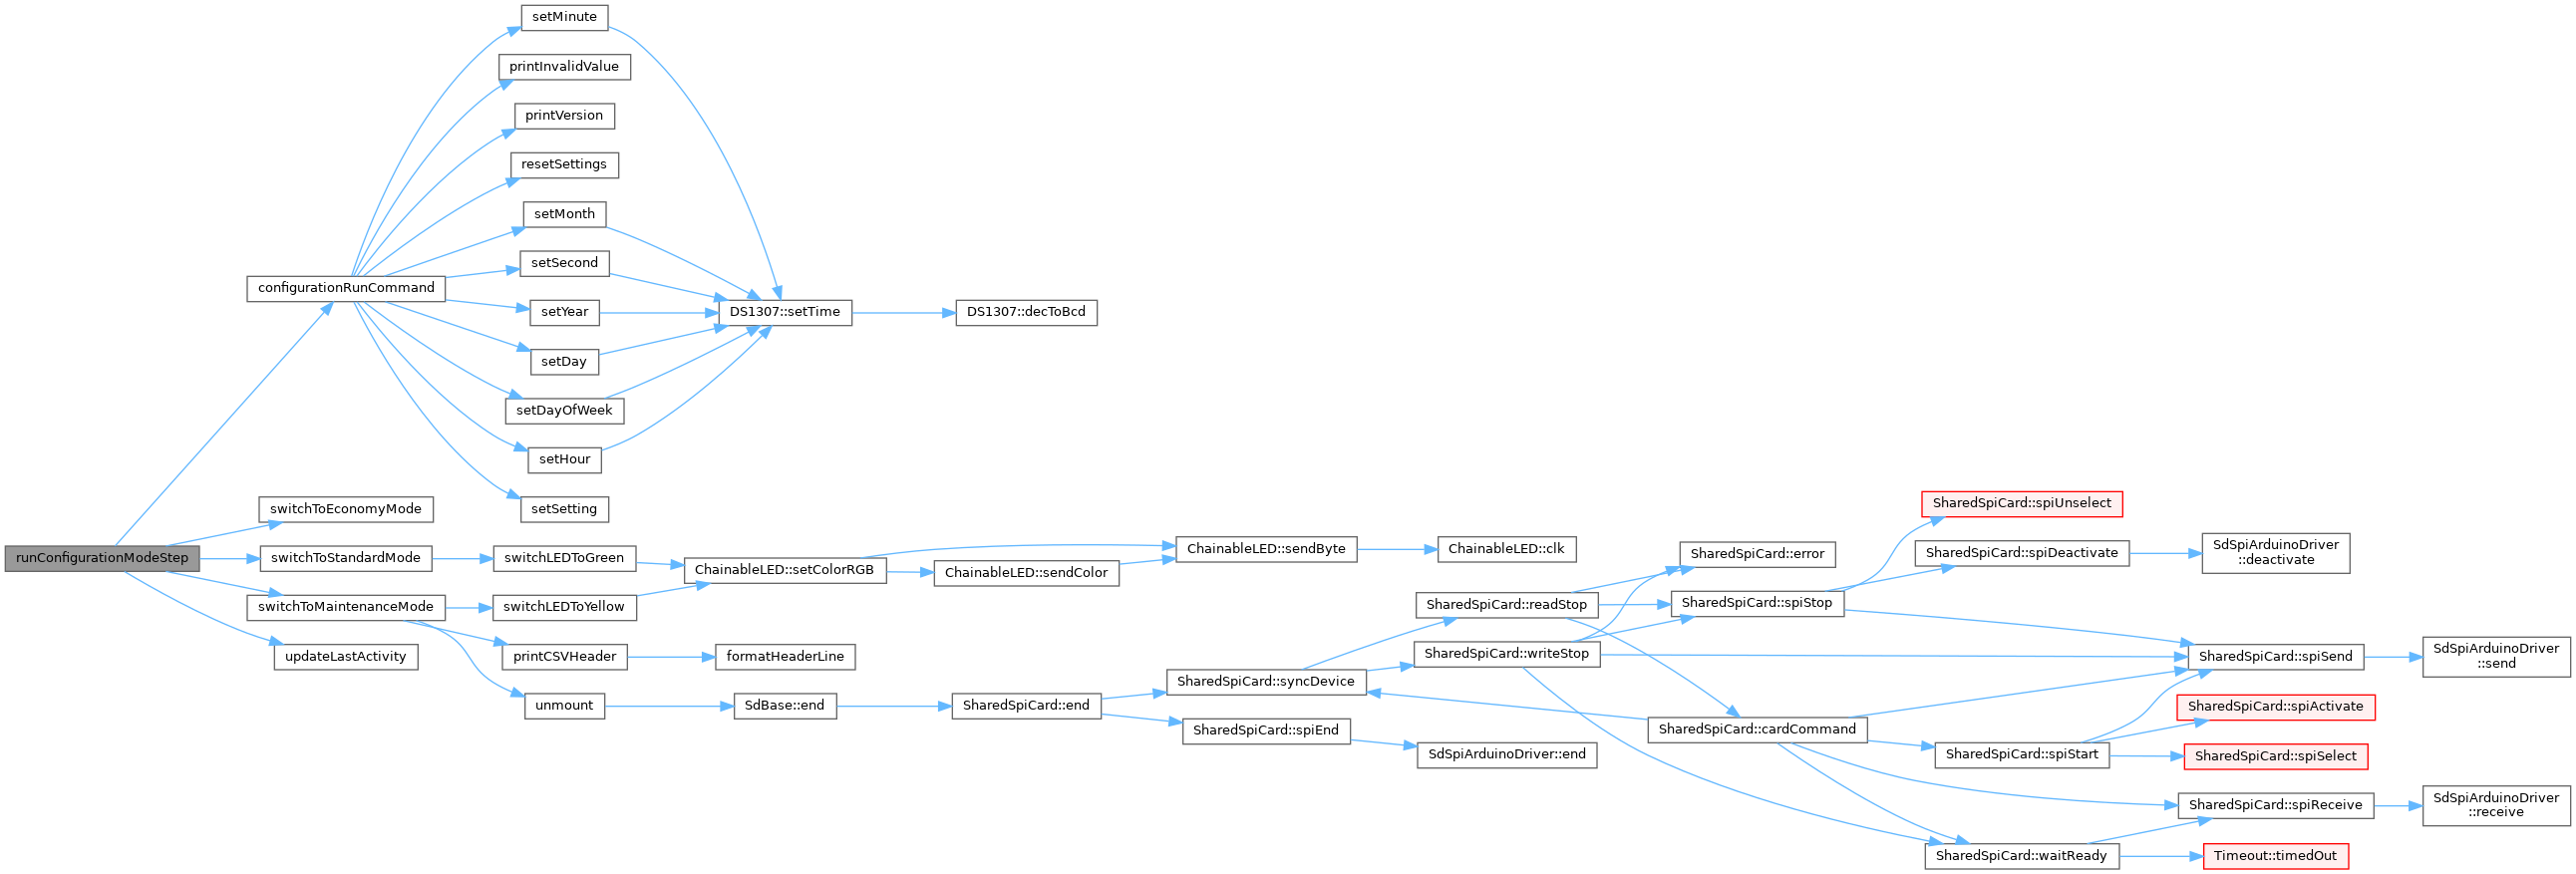 setMinute
printInvalidValue
printVersion
resetSettings
setMonth
setSecond
configurationRunCommand
setYear
DS1307::setTime
DS1307::decToBcd
setDay
setDayOfWeek
setHour
setSetting
switchToEconomyMode
runConfigurationModeStep
switchToStandardMode
switchLEDToGreen
ChainableLED::setColorRGB
ChainableLED::sendColor
ChainableLED::sendByte
ChainableLED::clk
switchToMaintenanceMode
switchLEDToYellow
updateLastActivity
printCSVHeader
formatHeaderLine
unmount
SdBase::end
SharedSpiCard::end
SharedSpiCard::syncDevice
SharedSpiCard::spiEnd
SdSpiArduinoDriver::end
SharedSpiCard::readStop
SharedSpiCard::writeStop
SharedSpiCard::error
SharedSpiCard::spiStop
SharedSpiCard::cardCommand
SharedSpiCard::spiUnselect
SharedSpiCard::spiDeactivate
SdSpiArduinoDriver
::deactivate
SharedSpiCard::spiSend
SdSpiArduinoDriver
::send
SharedSpiCard::spiActivate
SharedSpiCard::spiStart
SharedSpiCard::spiSelect
SharedSpiCard::spiReceive
SdSpiArduinoDriver
::receive
SharedSpiCard::waitReady
Timeout::timedOut